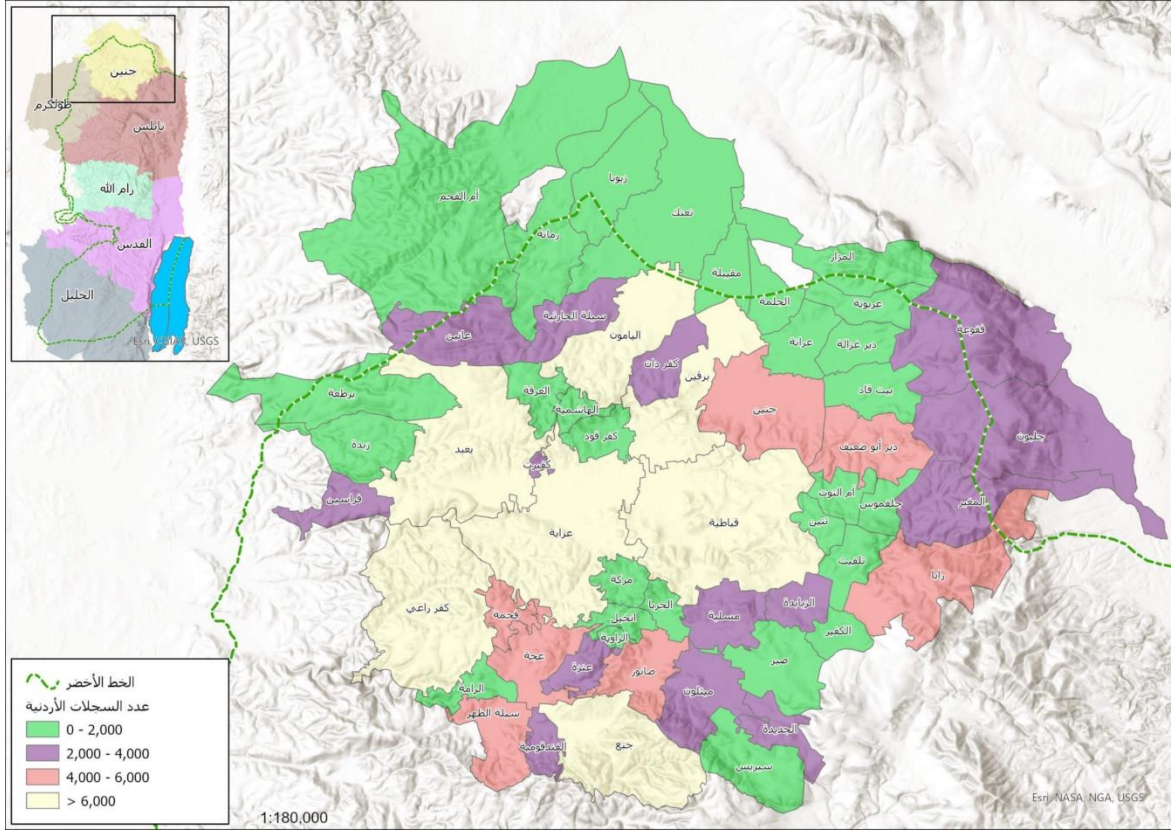 جنين
طولكرم
نابلس
رام الله
القدس
الخليل
Esri, CGIAR, USGS
أم الفحم
زبوبا
تعنك
رمانة
المزار
مقيبلة
الجلمة
عربونة
فقوعة
سيلة الحارثية
عانين
اليامون
كفر دان
برقين
عرابة
دير غزالة
بيت قاد
برطعة
العرقة
الهاشمية
كفر قود
جنين
جلبون
زبدة
يعبد
كفيرت
دير أبو ضعيف
فراسين
أم التوت
جلقموس
المغير
عرابة
قباطية
تلفيت
رابا
مركة
كفر راعي
فحمة
الجربا
مسلية
الزبابدة
الكفير
الزاوية
عجة
عنزة
صانور
صير
الرامة
ميثلون
سيلة الظهر
الجديدة
الفندقومية
جبع
سيريس
الخط الأخضر
عدد السجلات الأردنية
0 - 2,000
2,000 - 4,000
4,000 - 6,000
> 6,000
1:180,000
Esri, NASA, NGA, USGS